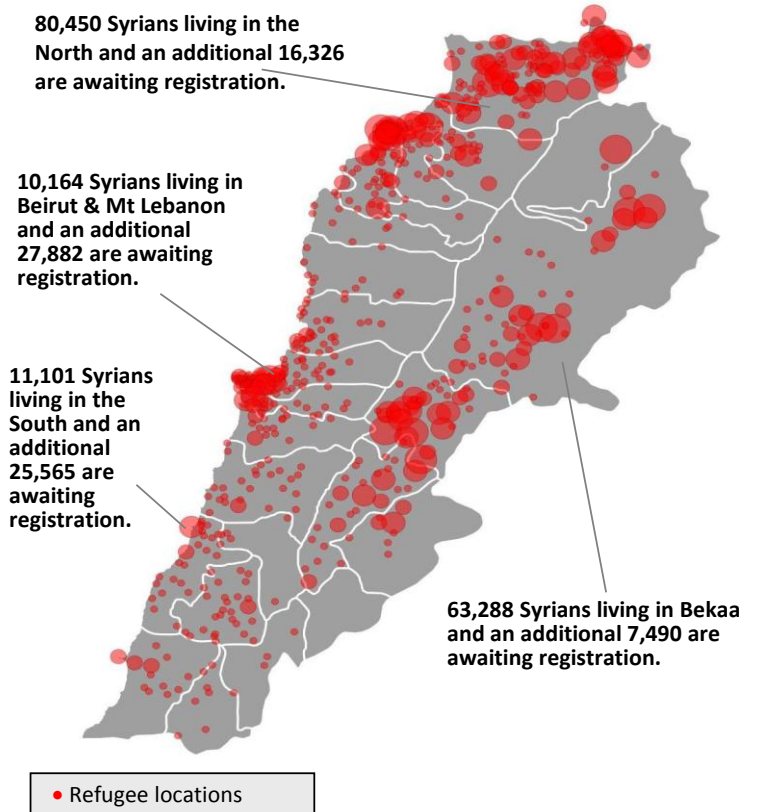 80,450 Syrians living in the
North and an additional 16,326
are awaiting registration.
10,164 Syrians living in
Beirut & Mt Lebanon
and an additional
27,882 are awaiting
registration.
11,101 Syrians
living in the
South and an
additional
25,565 are
awaiting
registration.
63,288 Syrians living in Bekaa
and an additional 7,490 are
awaiting registration.
Refugee locations